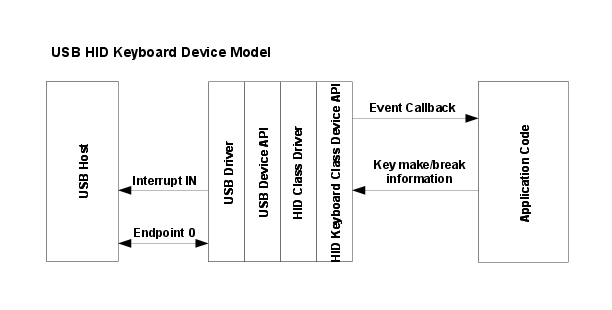 USB HID Keyboard Device Model
USB Host
Interrupt IN
Endpoint 0
USB Driver
USB Device API
HID Class Driver
HID Keyboard Class Device API
Event Callback
Key make/break
information
Application Code